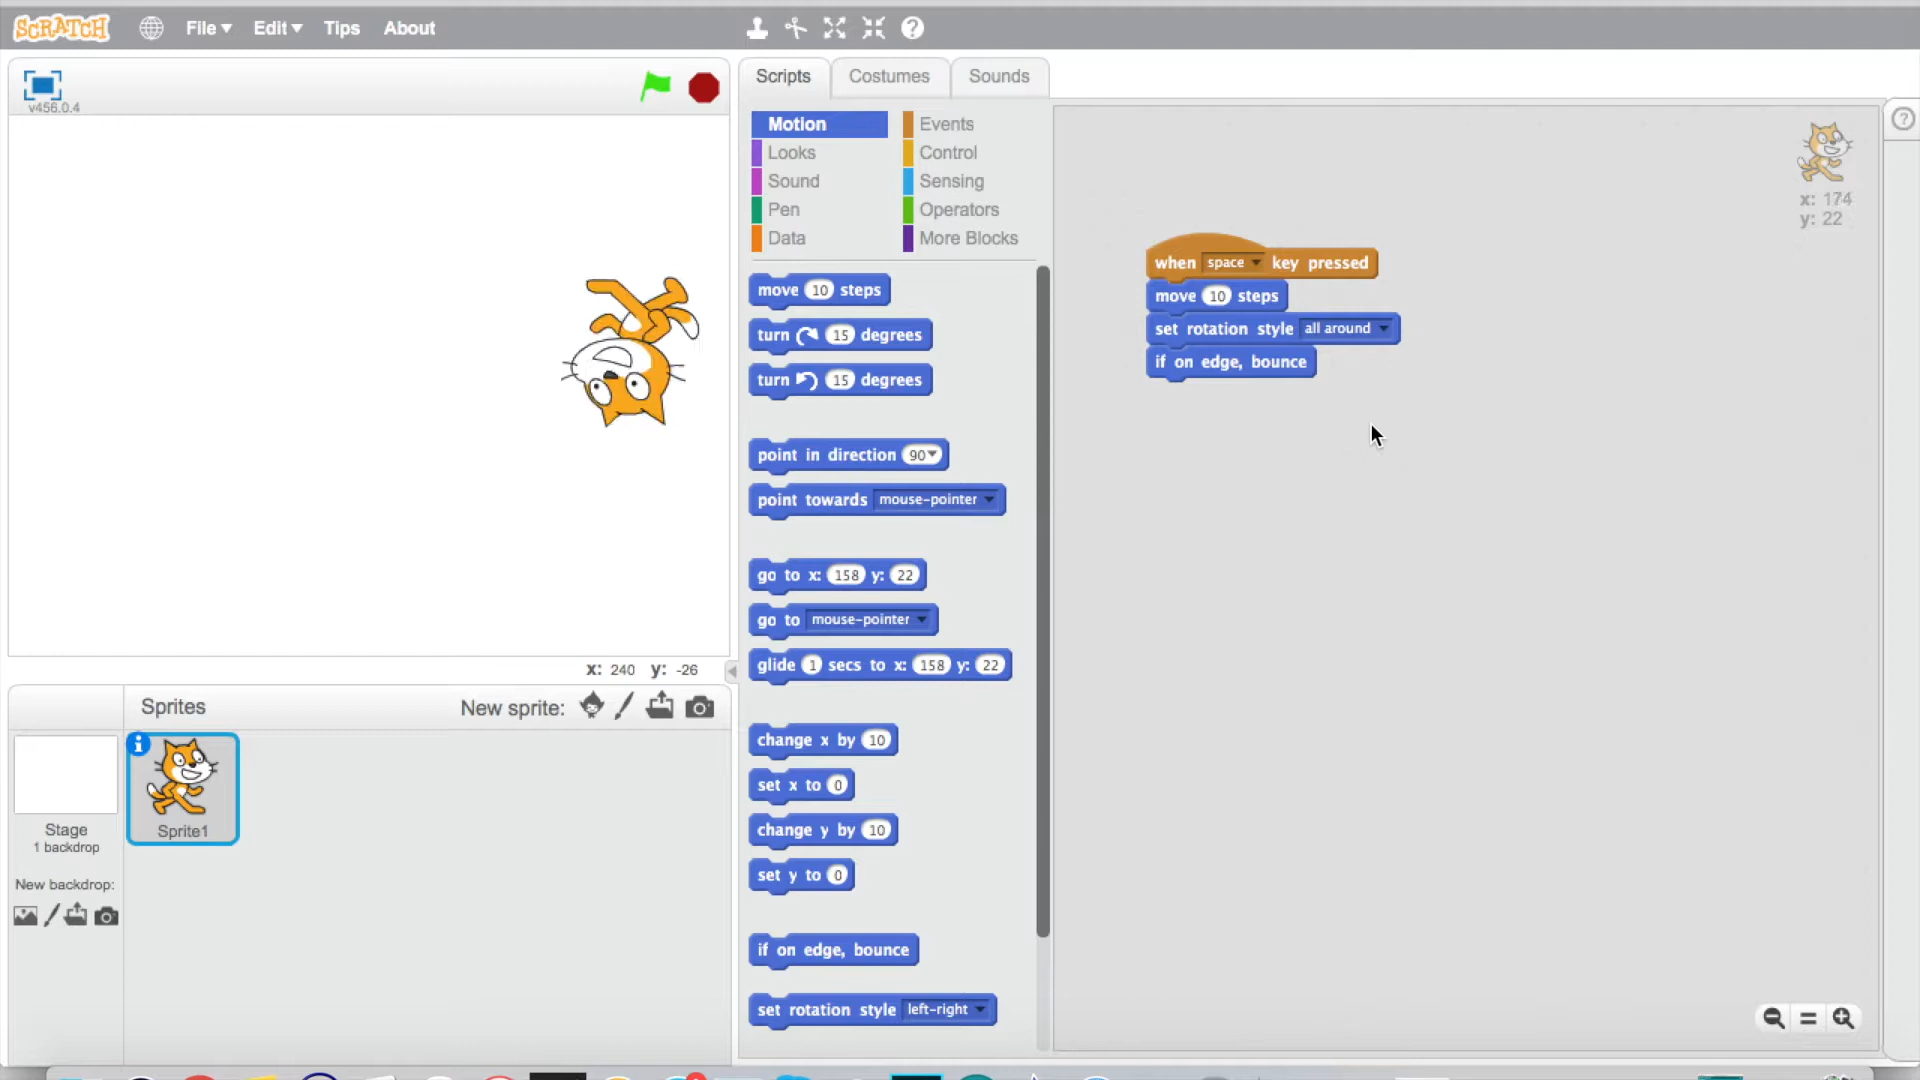 SCRATCH
File ▾ Edit ▾ Tips About
v456.0.4
Scripts Costumes Sounds
Motion
Looks
Sound
Pen
Data
Events
Control
Sensing
Operators
More Blocks
move 10 steps
turn 15 degrees
turn 15 degrees
point in direction 90▾
point towards mouse-pointer
go to x: 158 y: 22
go to mouse-pointer
glide 1 secs to x: 158 y: 22
change x by 10
set x to 0
change y by 10
set y to 0
if on edge, bounce
set rotation style left-right
when space key pressed
move 10 steps
set rotation style all around
if on edge, bounce
x: 174
y: 22
x: 240 y: -26
Sprites New sprite:
Sprite1
Stage
1 backdrop
New backdrop: